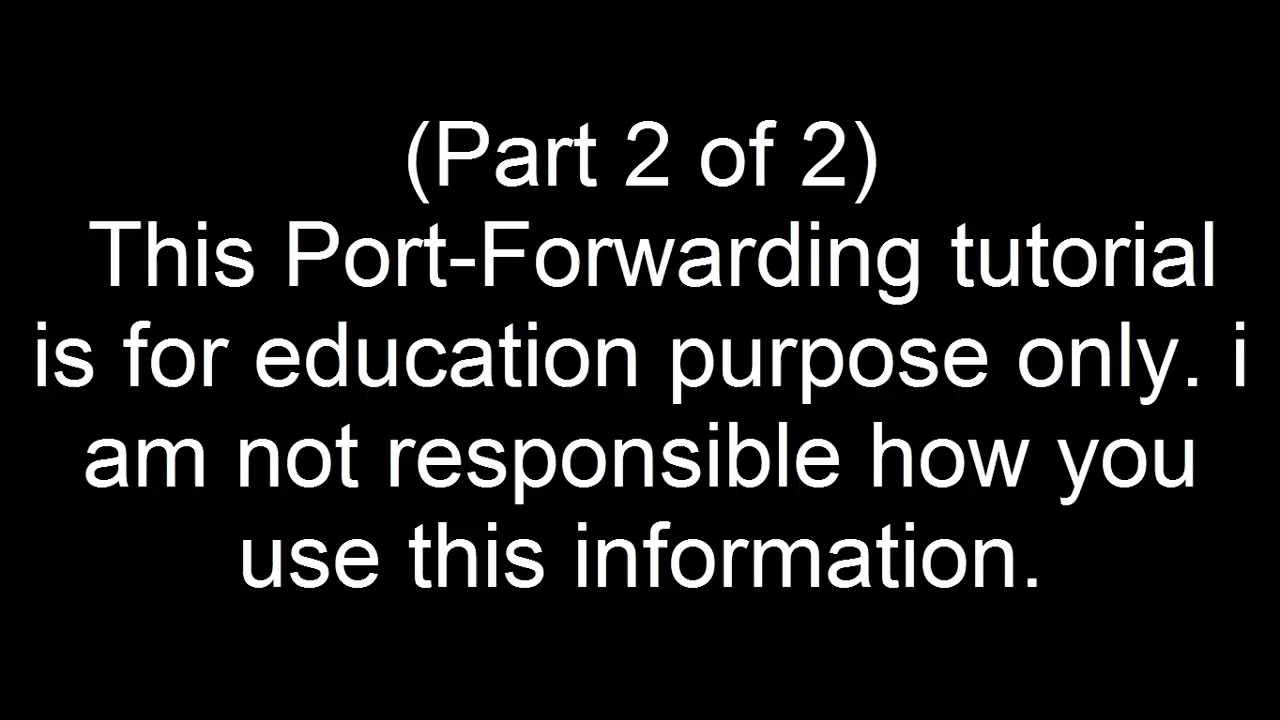 (Part 2 of 2)
This Port-Forwarding tutorial
is for education purpose only. i
am not responsible how you
use this information.